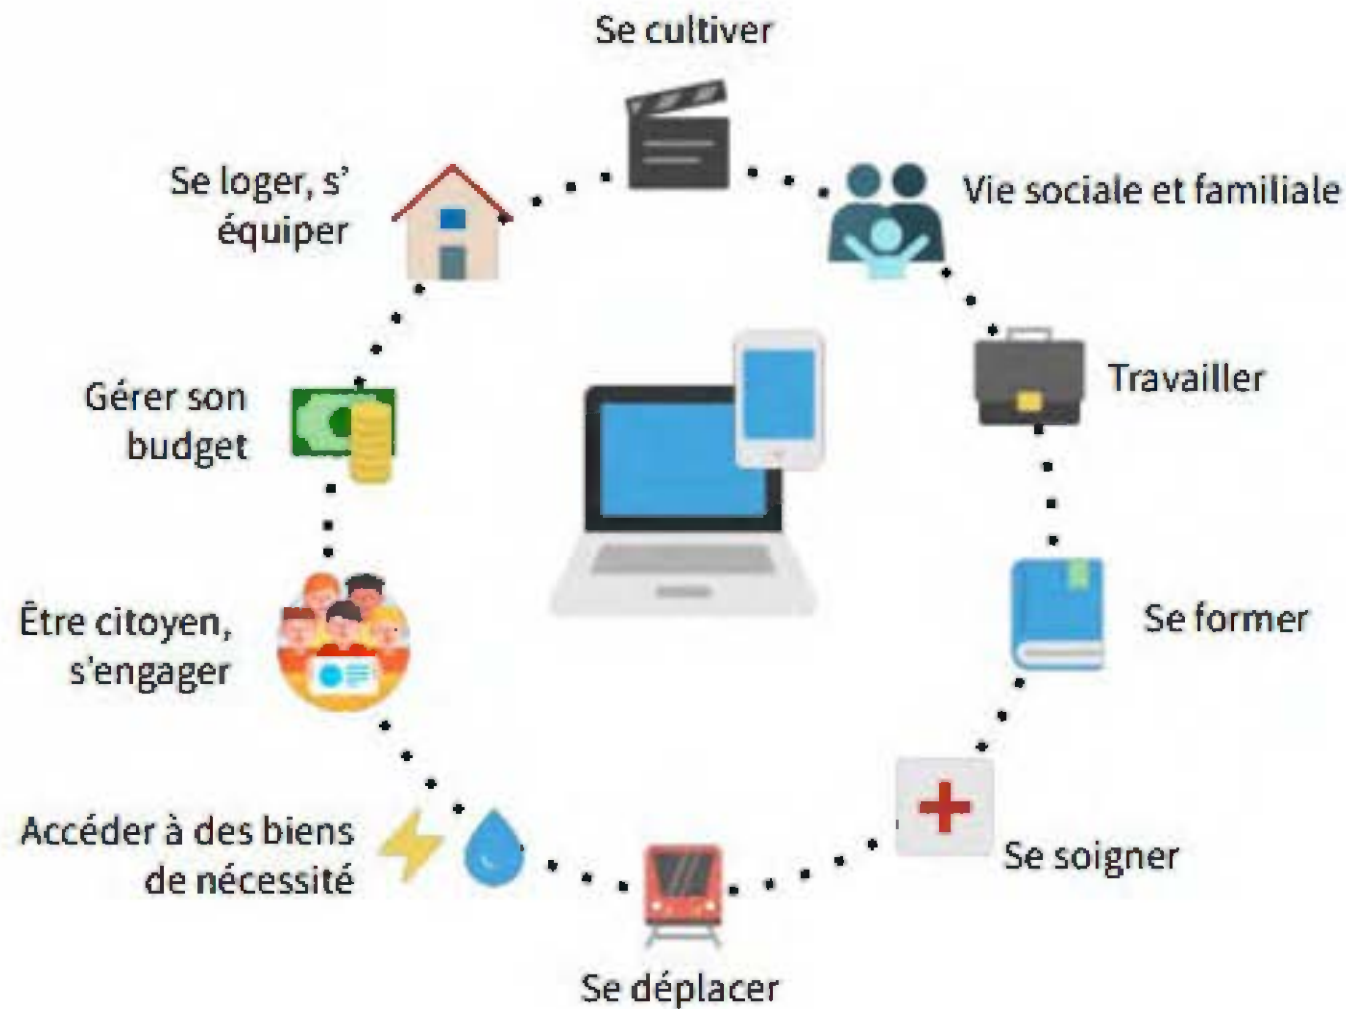 Se cultiver
Se loger, s'
équiper
Vie sociale et familiale
Gérer son
budget
Travailler
Être citoyen,
s'engager
Se former
Accéder à des biens
de nécessité
Se soigner
Se déplacer